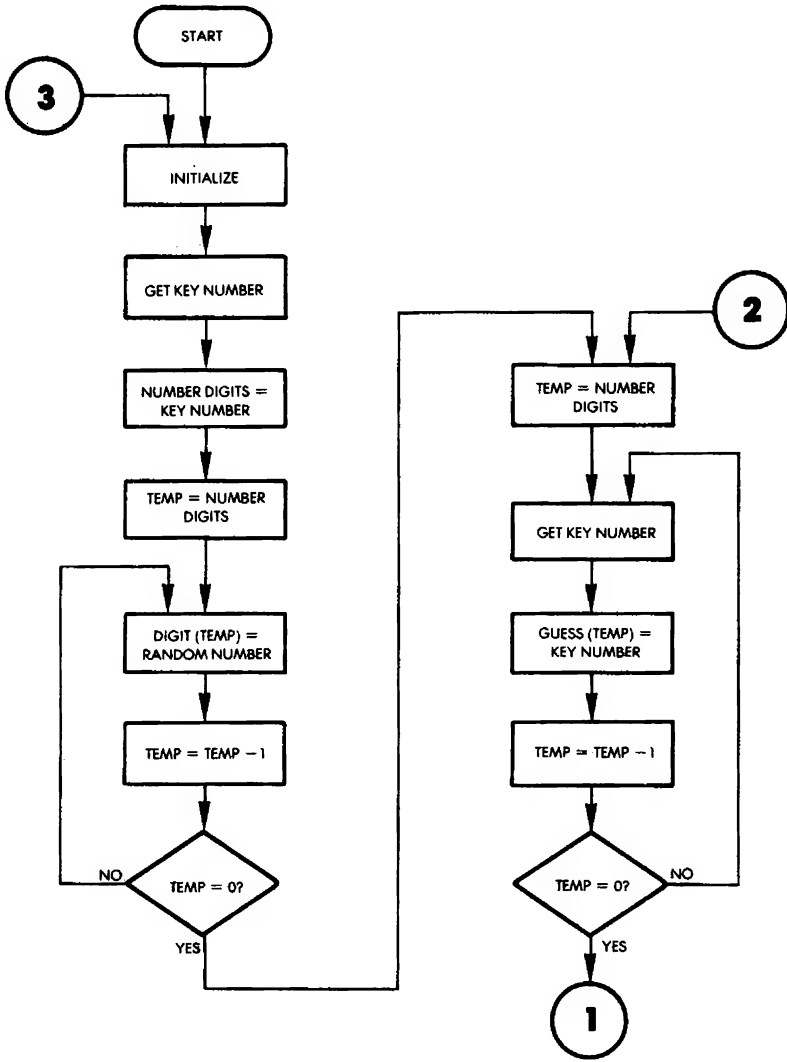 START
3
INITIALIZE
GET KEY NUMBER
NUMBER DIGITS =
KEY NUMBER
TEMP = NUMBER
DIGITS
DIGIT (TEMP) =
RANDOM NUMBER
TEMP = TEMP − 1
TEMP = 0?
NO
YES
2
TEMP = NUMBER
DIGITS
GET KEY NUMBER
GUESS (TEMP) =
KEY NUMBER
TEMP = TEMP − 1
TEMP = 0?
NO
YES
1